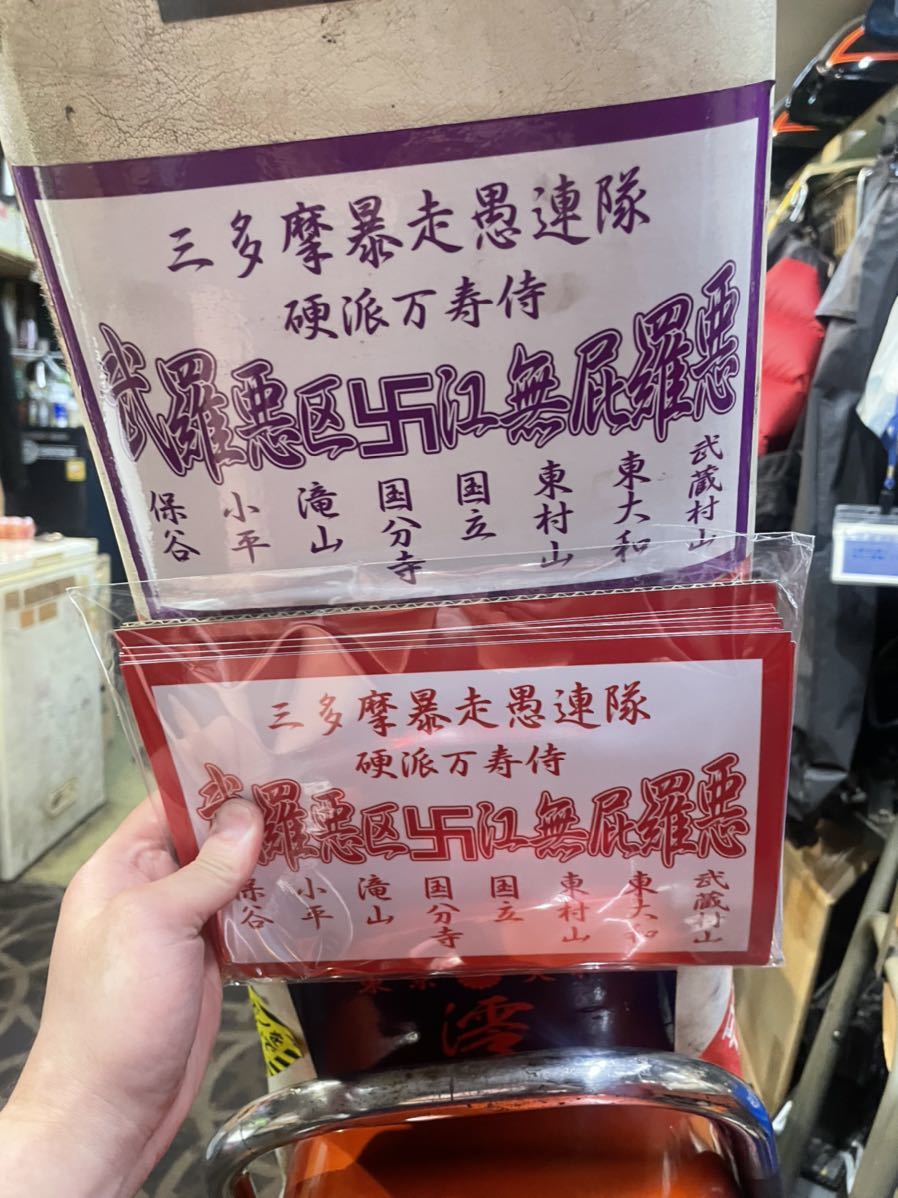 三多摩暴走愚連隊
硬派万寿侍
武羅悪区卍江無屁羅悪
保谷 小平 滝山 国分寺 国立 東村山 東大和 武蔵村山
三多摩暴走愚連隊
硬派万寿侍
羅悪区卍江無屁羅悪
保谷 小平 滝山 国分寺 国立 東村山 東大和 武蔵村山